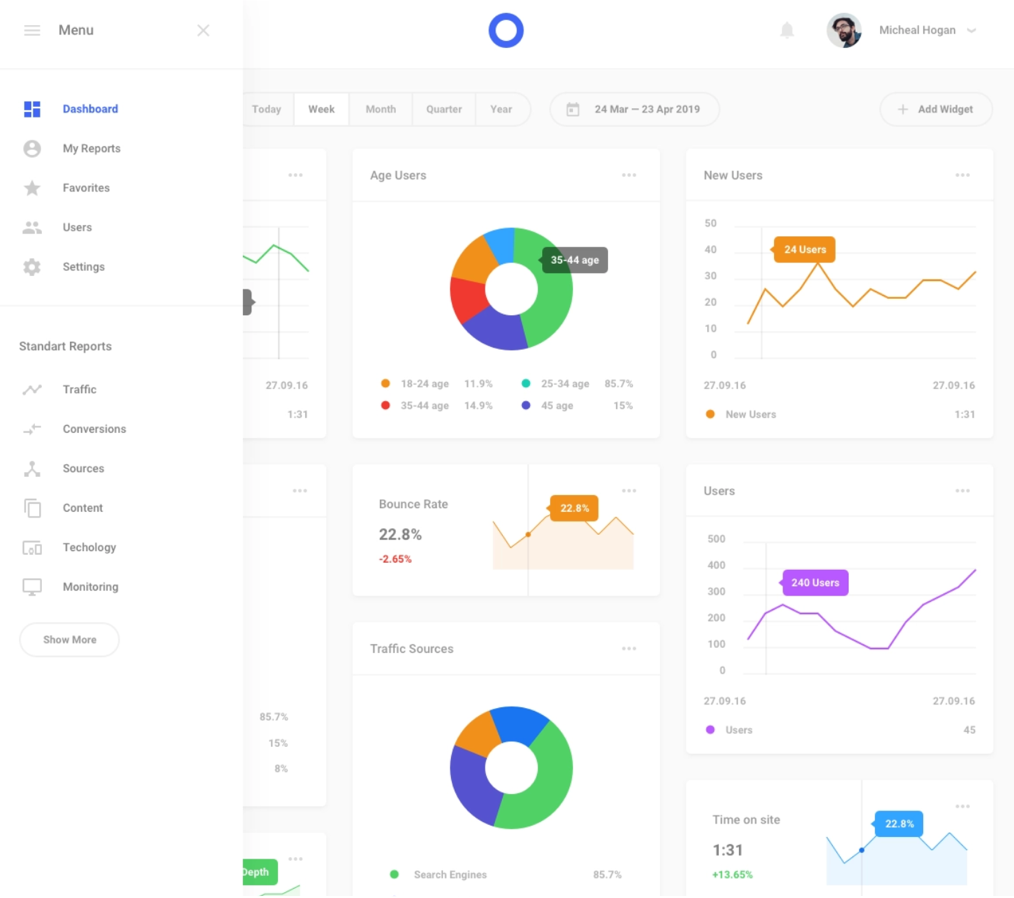 Menu
Micheal Hogan
Dashboard
My Reports
Favorites
Users
Settings
Standart Reports
Traffic
Conversions
Sources
Content
Techology
Monitoring
Show More
Today Week Month Quarter Year
24 Mar — 23 Apr 2019
Add Widget
27.09.16
1:31
85.7%
15%
8%
Depth
Age Users
35-44 age
18-24 age 11.9% 25-34 age 85.7%
35-44 age 14.9% 45 age 15%
Bounce Rate
22.8%
22.8%
-2.65%
Traffic Sources
Search Engines 85.7%
New Users
50
40
24 Users
30
20
10
0
27.09.16 27.09.16
New Users 1:31
Users
500
400
240 Users
300
200
100
0
27.09.16 27.09.16
Users 45
Time on site
22.8%
1:31
+13.65%